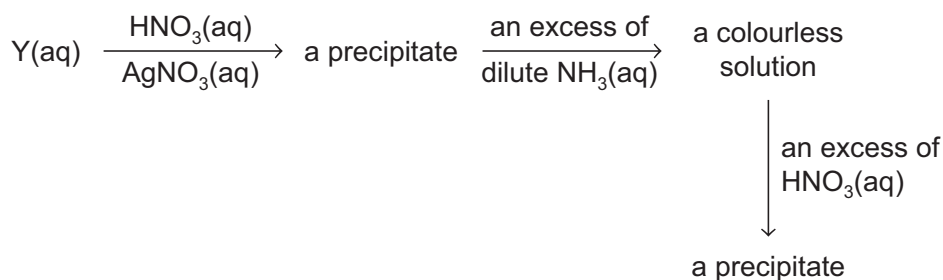 Y(aq)
HNO₃(aq)
AgNO₃(aq)
a precipitate
an excess of
dilute NH₃(aq)
a colourless
solution
an excess of
HNO₃(aq)
a precipitate